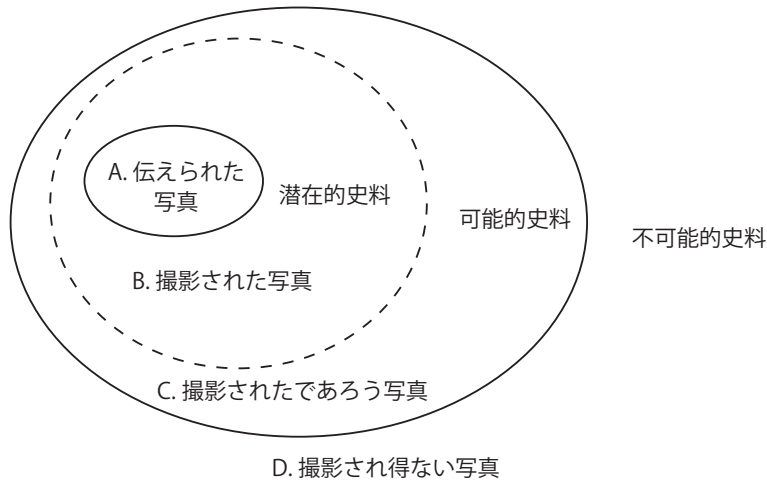 A. 伝えられた
写真
潜在的史料
可能的史料
不可能的史料
B. 撮影された写真
C. 撮影されたであろう写真
D. 撮影され得ない写真